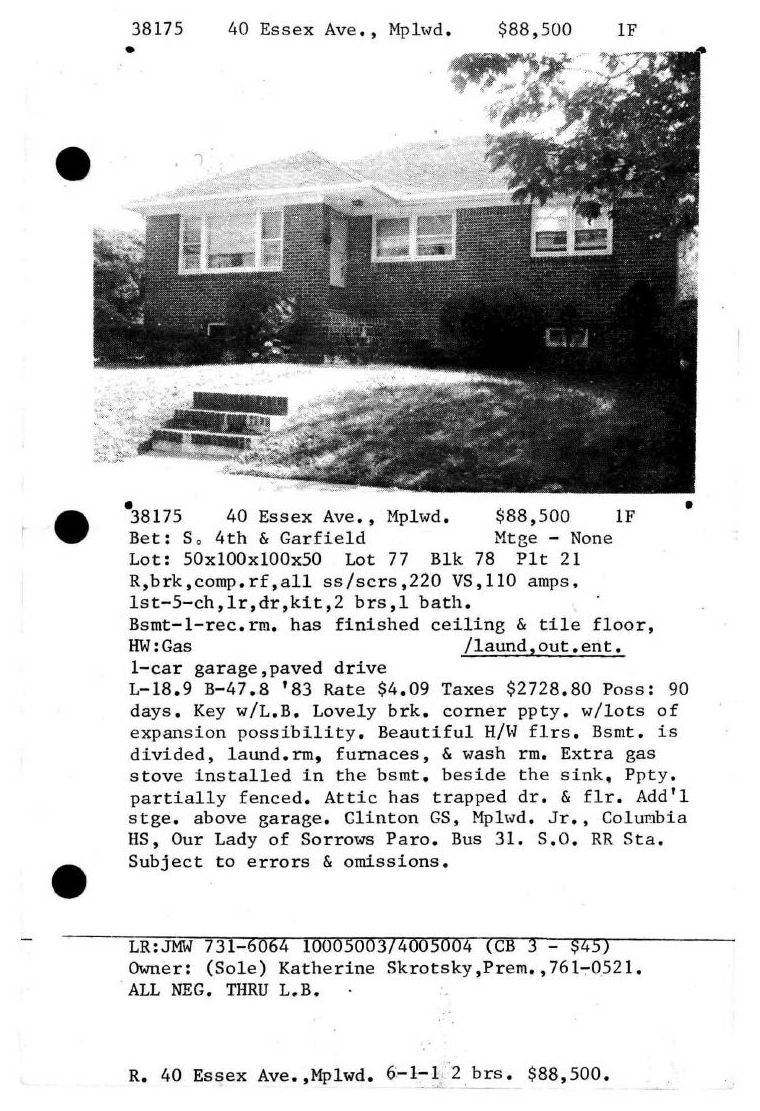 38175 40 Essex Ave., Mplwd. $88,500 1F
38175 40 Essex Ave., Mplwd. $88,500 1F
Bet: S. 4th & Garfield Mtge - None
Lot: 50x100x100x50 Lot 77 Blk 78 Plt 21
R,brk,comp.rf,all ss/scrs,220 VS,110 amps.
1st-5-ch,lr,dr,kit,2 brs,1 bath.
Bsmt-1-rec.rm. has finished ceiling & tile floor,
HW:Gas /laund,out.ent.
1-car garage,paved drive
L-18.9 B-47.8 '83 Rate $4.09 Taxes $2728.80 Poss: 90
days. Key w/L.B. Lovely brk. corner ppty. w/lots of
expansion possibility. Beautiful H/W flrs. Bsmt. is
divided, laund.rm, furnaces, & wash rm. Extra gas
stove installed in the bsmt. beside the sink, Ppty.
partially fenced. Attic has trapped dr. & flr. Add'l
stge. above garage. Clinton GS, Mplwd. Jr., Columbia
HS, Our Lady of Sorrows Paro. Bus 31. S.O. RR Sta.
Subject to errors & omissions.
LR:JMW 731-6064 10005003/4005004 (CB 3 - $45)
Owner: (Sole) Katherine Skrotsky,Prem.,761-0521.
ALL NEG. THRU L.B.
R. 40 Essex Ave.,Mplwd. 6-1-1 2 brs. $88,500.